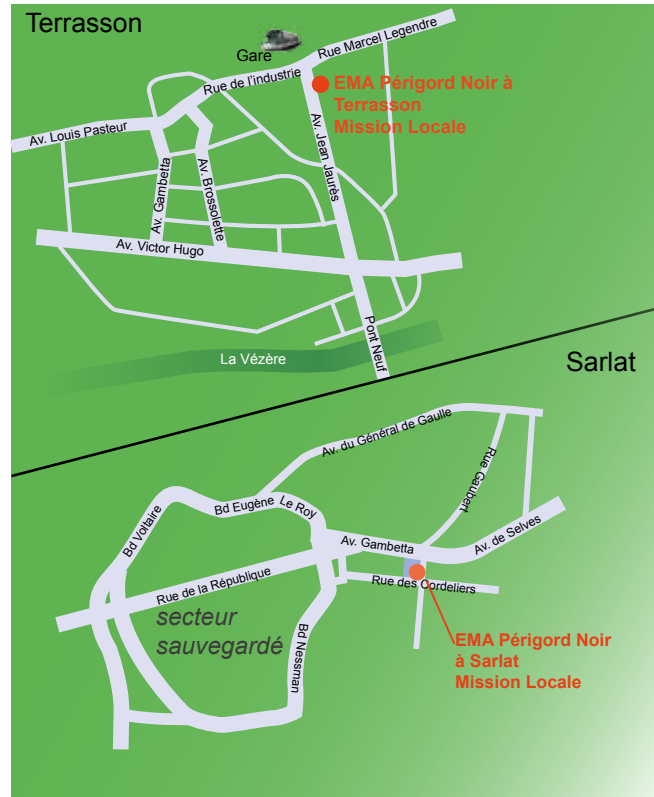 Terrasson
Gare
Rue Marcel Legendre
Rue de l'industrie
EMA Périgord Noir à
Terrasson
Mission Locale
Av. Louis Pasteur
Av. Jean Jaurès
Av. Gambetta
Av. Brossolette
Av. Victor Hugo
Pont Neuf
La Vézère
Sarlat
Av. du Général de Gaulle
Rue Gaubert
Bd Eugène Le Roy
Bd Voltaire
Av. de Selves
Av. Gambetta
Rue de la République
Rue des Cordeliers
secteur
sauvegardé
Bd Nessman
EMA Périgord Noir
à Sarlat
Mission Locale